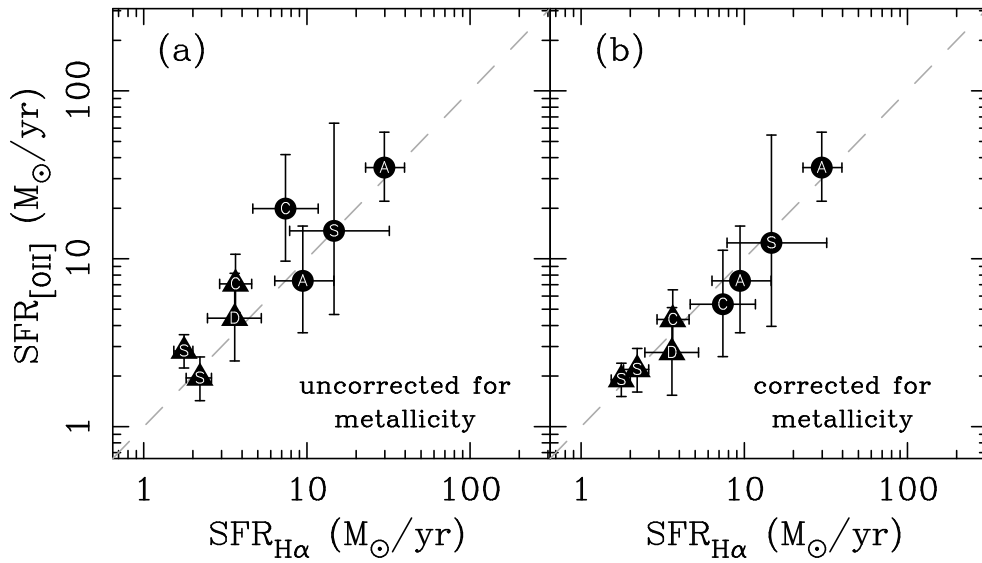 (a)
(b)
SFR[OII] (M⊙/yr)
100
10
1
C
A
S
A
C
D
S
S
A
S
A
C
C
D
S
S
uncorrected for
metallicity
corrected for
metallicity
1 10 100
1 10 100
SFRHα (M⊙/yr)
SFRHα (M⊙/yr)